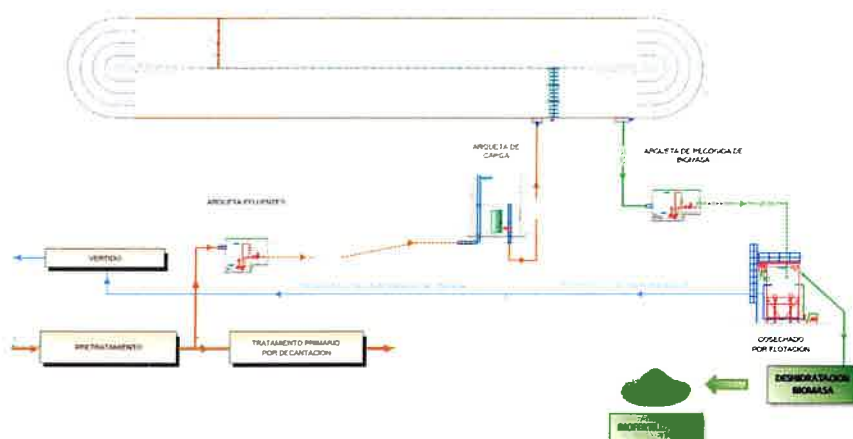 ARQUETA DE
CARGA
ARQUETA DE RECOGIDA DE
BIOMASA
ARQUETA EFLUENTES
VERTIDO
PRETRATAMIENTO
TRATAMIENTO PRIMARIO
POR DECANTACION
COSECHADO
POR FLOTACION
DESHIDRATACION
BIOMASA